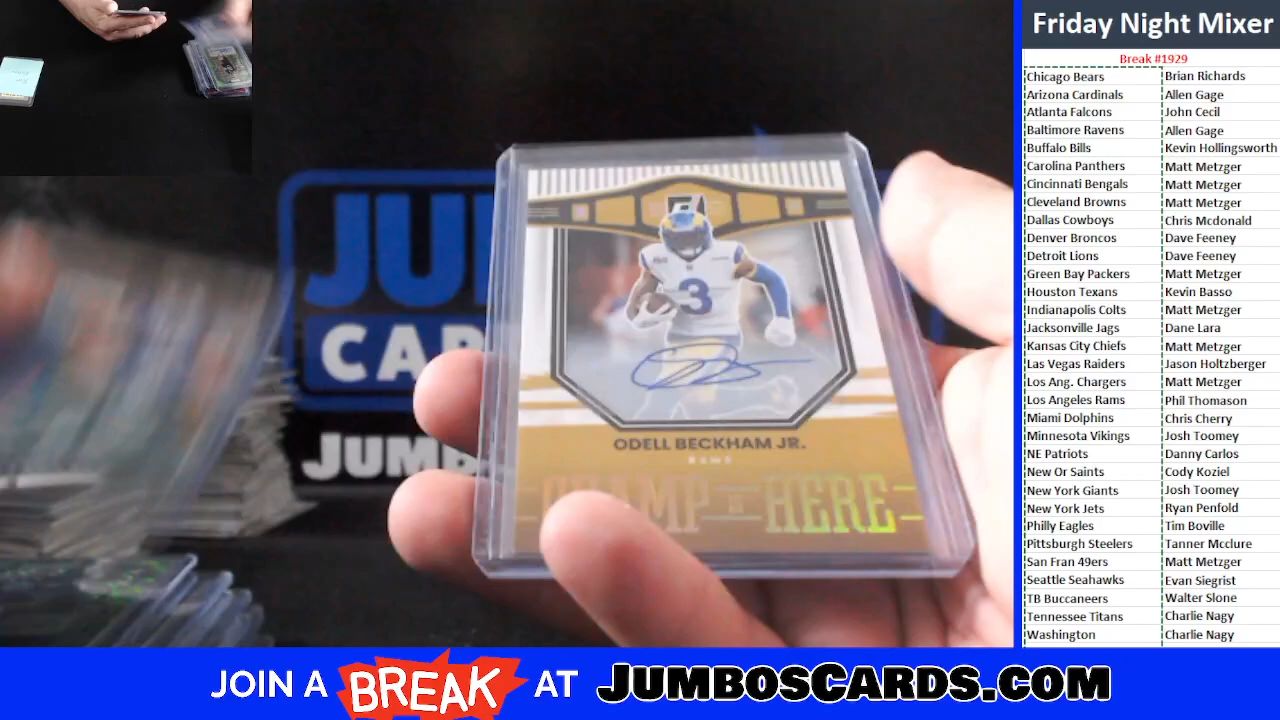 Friday Night Mixer
Break #1929
Chicago Bears Brian Richards
Arizona Cardinals Allen Gage
Atlanta Falcons John Cecil
Baltimore Ravens Allen Gage
Buffalo Bills Kevin Hollingsworth
Carolina Panthers Matt Metzger
Cincinnati Bengals Matt Metzger
Cleveland Browns Matt Metzger
Dallas Cowboys Chris Mcdonald
Denver Broncos Dave Feeney
Detroit Lions Dave Feeney
Green Bay Packers Matt Metzger
Houston Texans Kevin Basso
Indianapolis Colts Matt Metzger
Jacksonville Jags Dane Lara
Kansas City Chiefs Matt Metzger
Las Vegas Raiders Jason Holtzberger
Los Ang. Chargers Matt Metzger
Los Angeles Rams Phil Thomason
Miami Dolphins Chris Cherry
Minnesota Vikings Josh Toomey
NE Patriots Danny Carlos
New Or Saints Cody Koziel
New York Giants Josh Toomey
New York Jets Ryan Penfold
Philly Eagles Tim Boville
Pittsburgh Steelers Tanner Mcclure
San Fran 49ers Matt Metzger
Seattle Seahawks Evan Siegrist
TB Buccaneers Walter Slone
Tennessee Titans Charlie Nagy
Washington Charlie Nagy
3
ODELL BECKHAM JR.
RAMS
CHAMP IS HERE
JOIN A BREAK AT JUMBOSCARDS.COM